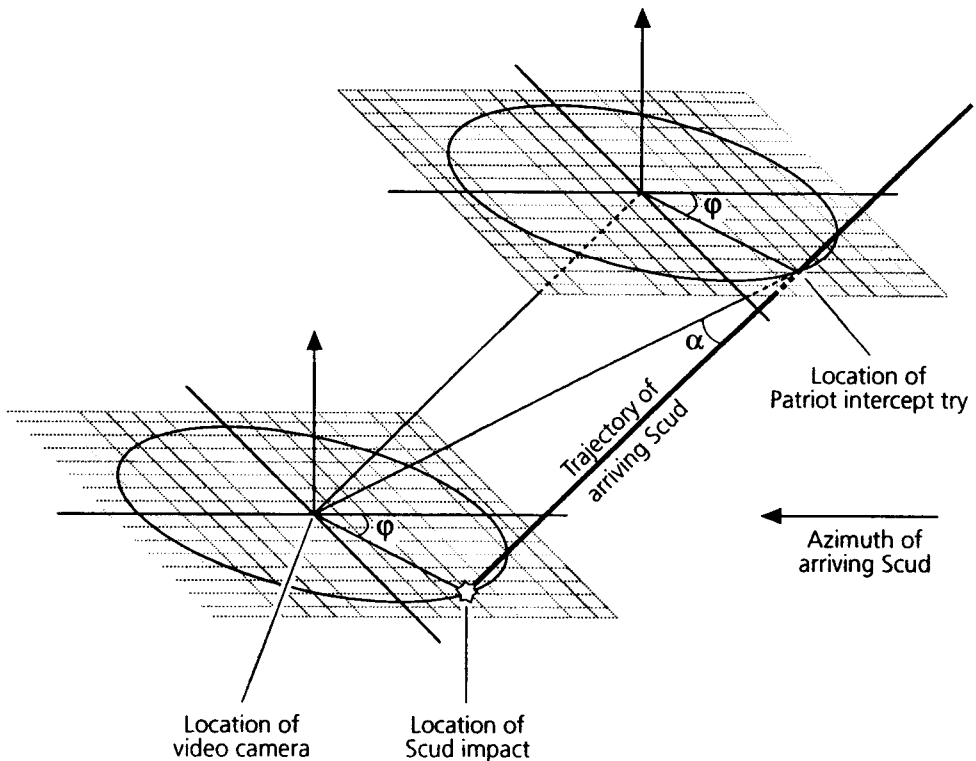 φ
α
Location of
Patriot intercept try
Trajectory of
arriving Scud
φ
Azimuth of
arriving Scud
Location of
video camera
Location of
Scud impact